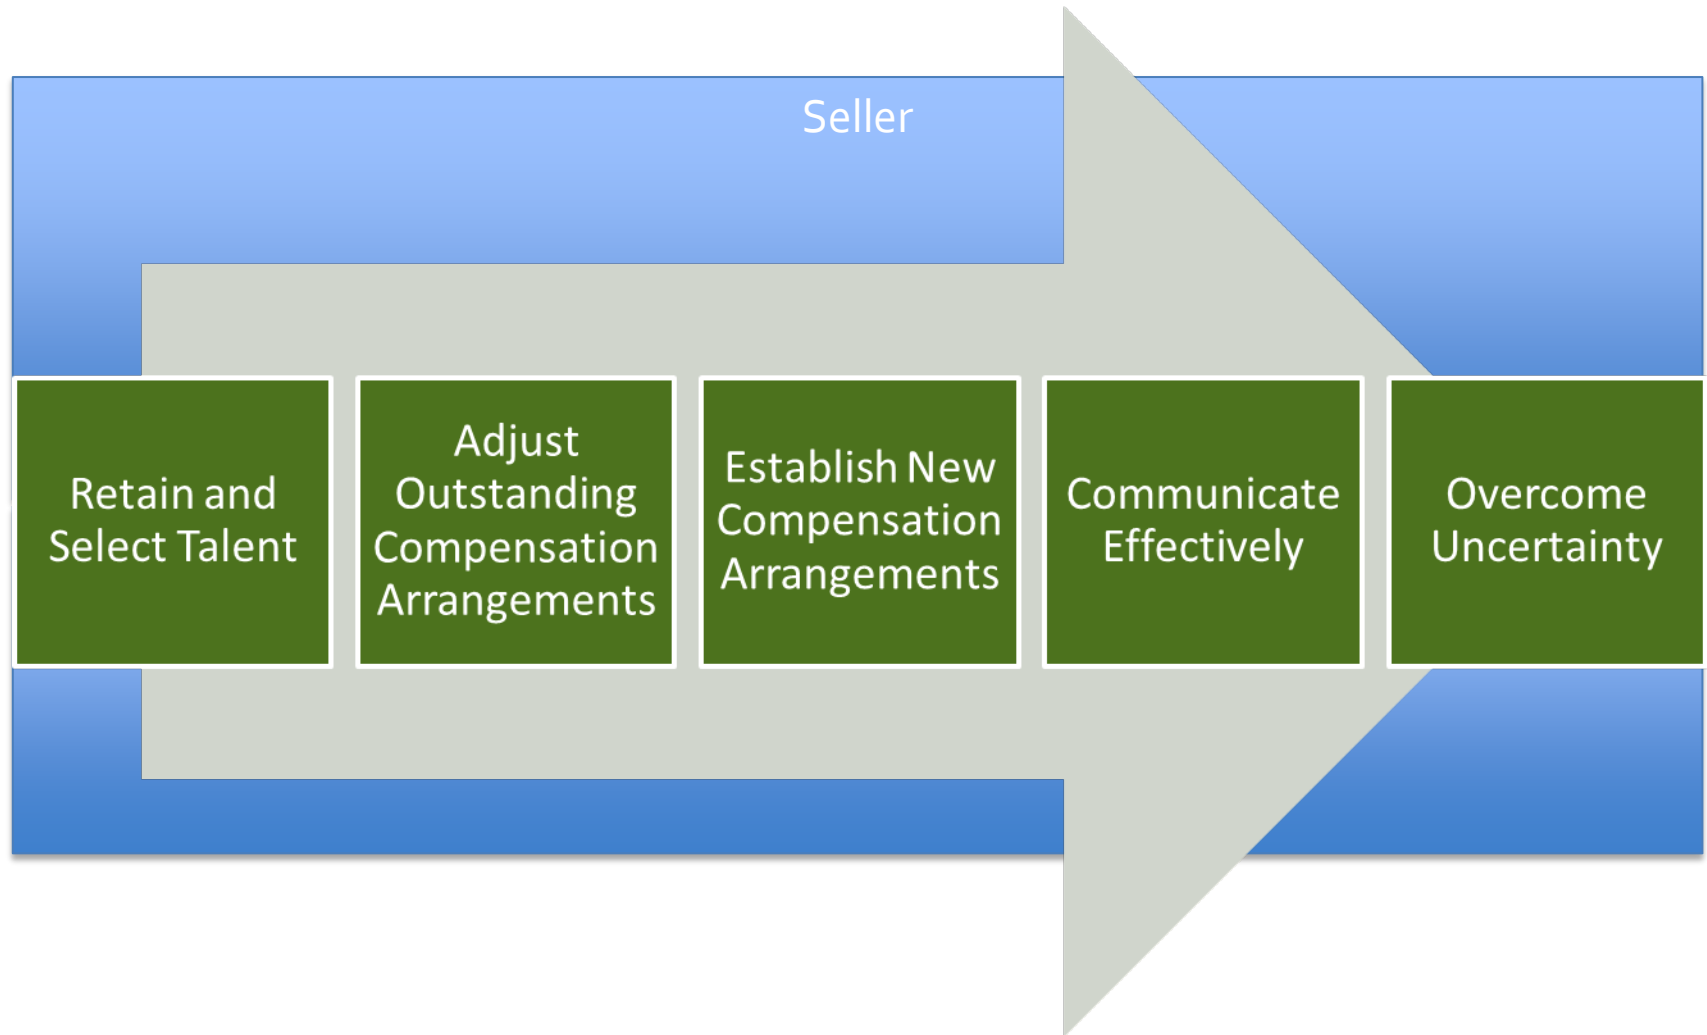 Seller
Retain and
Select Talent
Adjust
Outstanding
Compensation
Arrangements
Establish New
Compensation
Arrangements
Communicate
Effectively
Overcome
Uncertainty